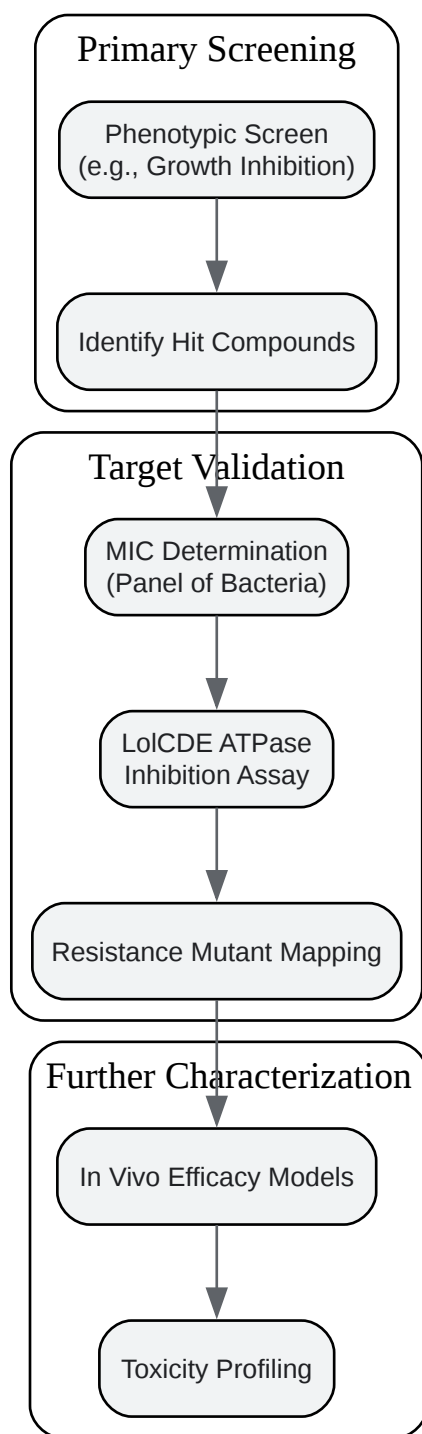 Primary Screening
Phenotypic Screen
(e.g., Growth Inhibition)
Identify Hit Compounds
Target Validation
MIC Determination
(Panel of Bacteria)
LolCDE ATPase
Inhibition Assay
Resistance Mutant Mapping
Further Characterization
In Vivo Efficacy Models
Toxicity Profiling